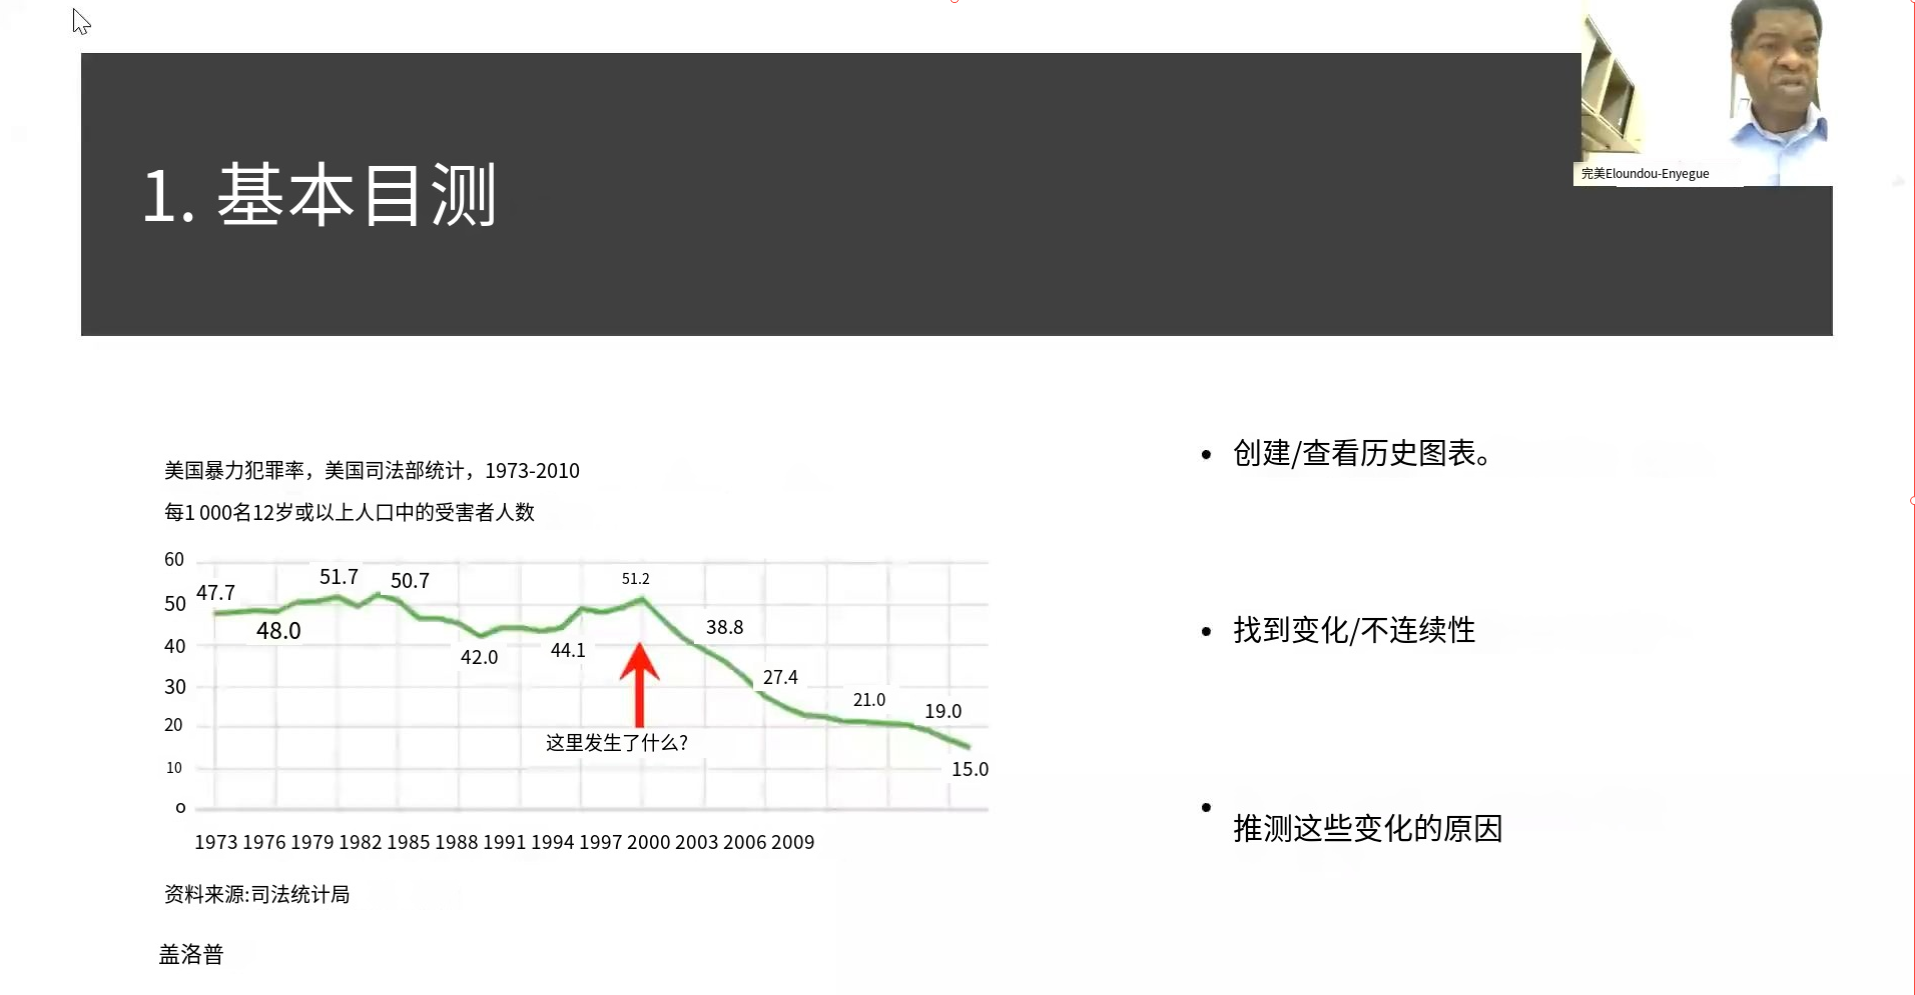 完美Eloundou-Enyegue
1. 基本目测
美国暴力犯罪率，美国司法部统计，1973-2010
每1 000名12岁或以上人口中的受害者人数
60
50
40
30
20
10
o
47.7
48.0
51.7
50.7
42.0
44.1
51.2
38.8
27.4
21.0
19.0
15.0
这里发生了什么?
1973 1976 1979 1982 1985 1988 1991 1994 1997 2000 2003 2006 2009
资料来源:司法统计局
盖洛普
• 创建/查看历史图表。
• 找到变化/不连续性
• 推测这些变化的原因